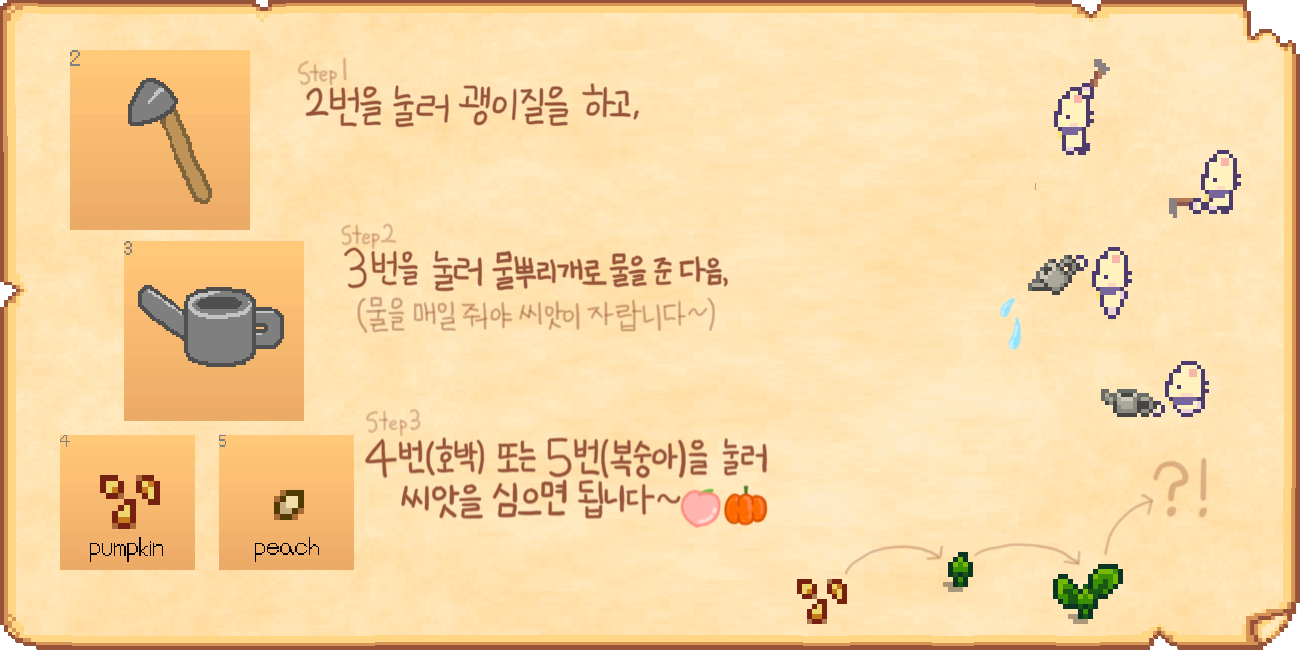 2
Step1
2번을 눌러 괭이질을 하고,
3
Step2
3번을 눌러 물뿌리개로 물을 준 다음,
(물을 매일 줘야 씨앗이 자랍니다~)
Step3
4번(호박) 또는 5번(복숭아)을 눌러
씨앗을 심으면 됩니다~
4
pumpkin
5
peach
?!